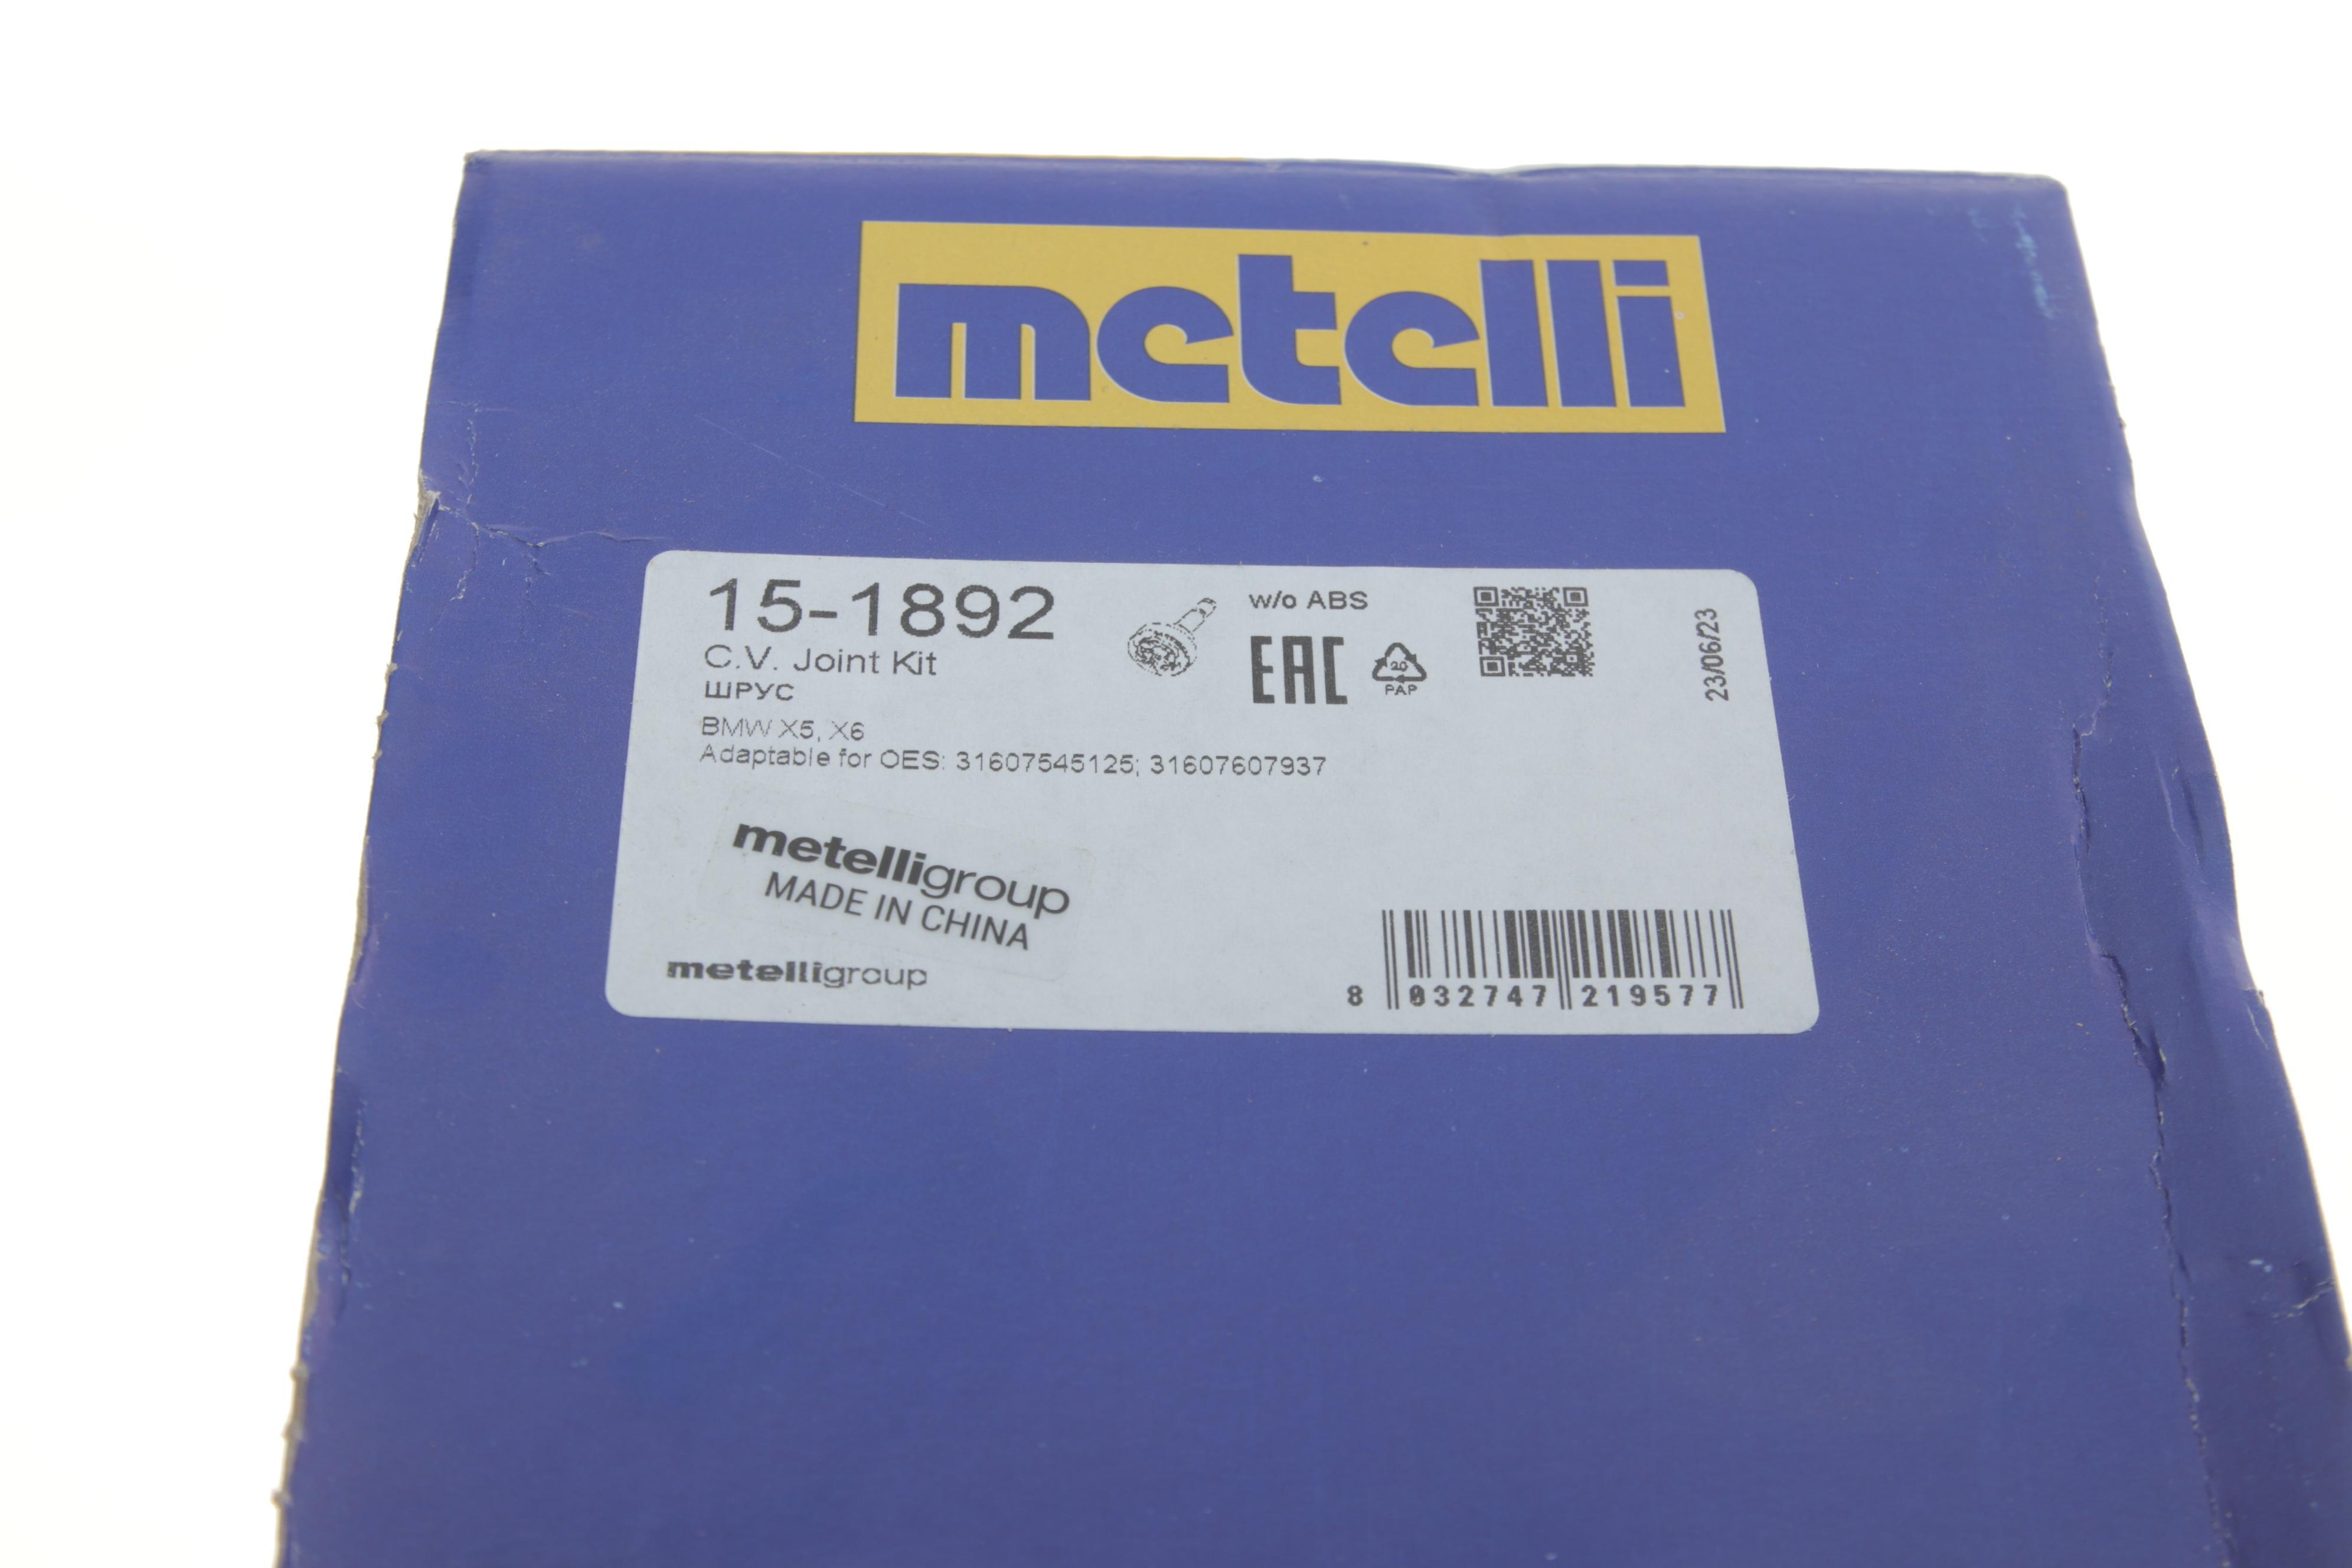 metelli
15-1892
C.V. Joint Kit
ШРУС
BMW X5, X6
Adaptable for OES: 31607545125; 31607607937
w/o ABS
EAC
20
PAP
23/06/23
metelligroup
MADE IN CHINA
metelligroup
8 032747 219577